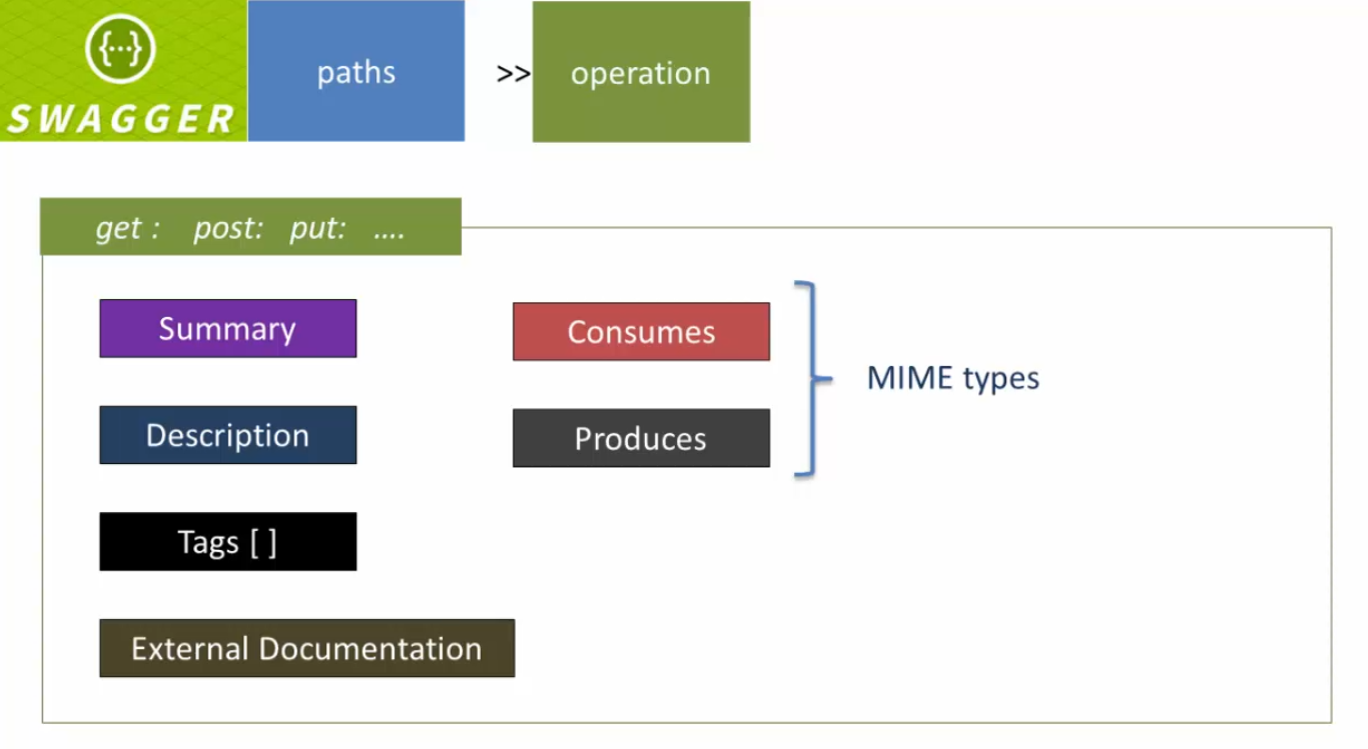 SWAGGER
paths >> operation
get : post: put: ....
Summary
Consumes
Description
Produces
MIME types
Tags [ ]
External Documentation